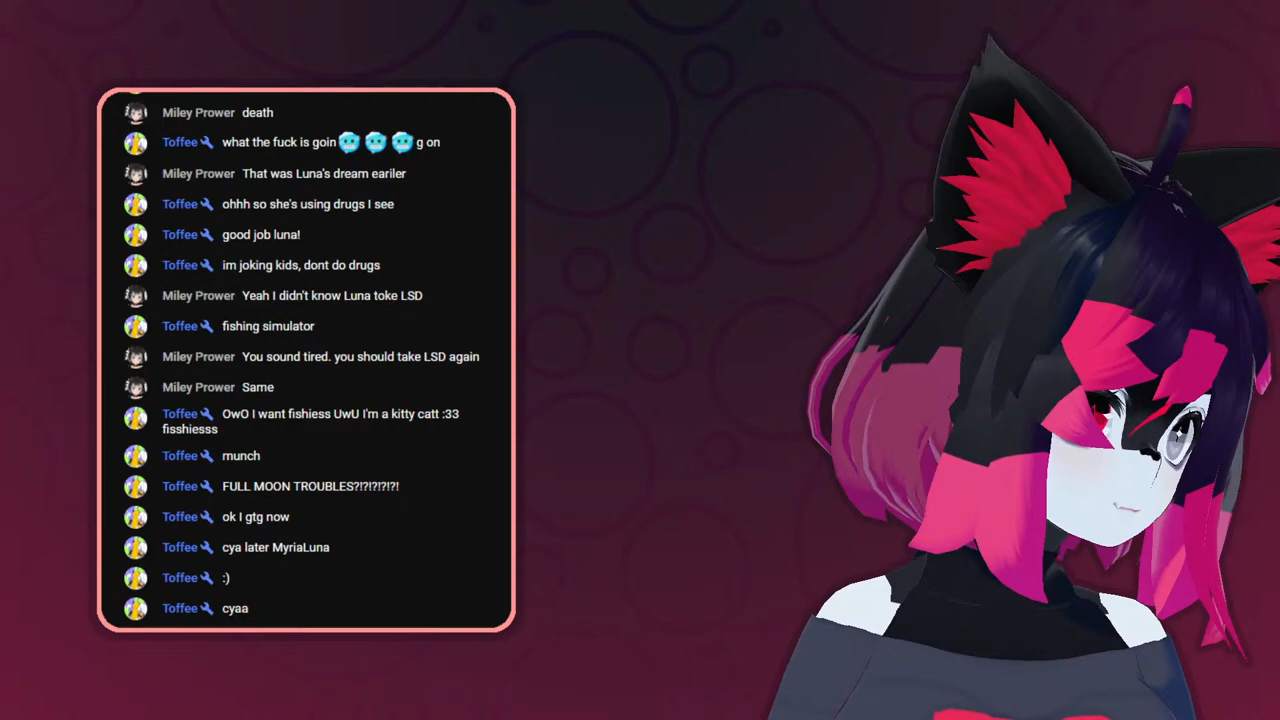 Miley Prower death
Toffee what the fuck is goin🥶🥶🥶g on
Miley Prower That was Luna's dream eariler
Toffee ohhh so she's using drugs I see
Toffee good job luna!
Toffee im joking kids, dont do drugs
Miley Prower Yeah I didn't know Luna toke LSD
Toffee fishing simulator
Miley Prower You sound tired. you should take LSD again
Miley Prower Same
Toffee OwO I want fishiess UwU I'm a kitty catt :33
fisshiesss
Toffee munch
Toffee FULL MOON TROUBLES?!?!?!?!?!
Toffee ok I gtg now
Toffee cya later MyriaLuna
Toffee :)
Toffee cyaa